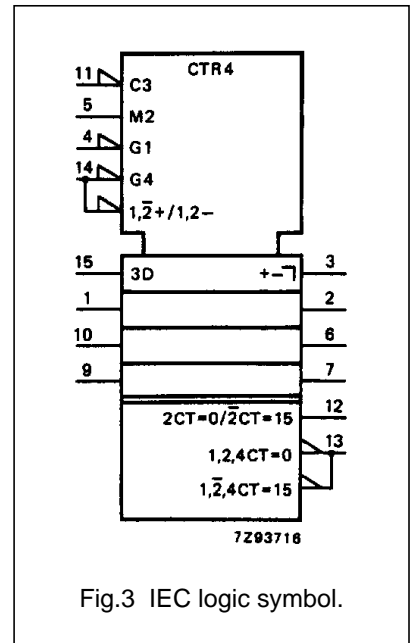 CTR4
11 C3
5 M2
4 G1
14 G4
1,2̅+/1,2−
15 3D +−┐ 3
1 2
10 6
9 7
2CT=0/2̅CT=15 12
1,2,4CT=0 13
1,2̅,4CT=15
7Z93716
Fig.3 IEC logic symbol.